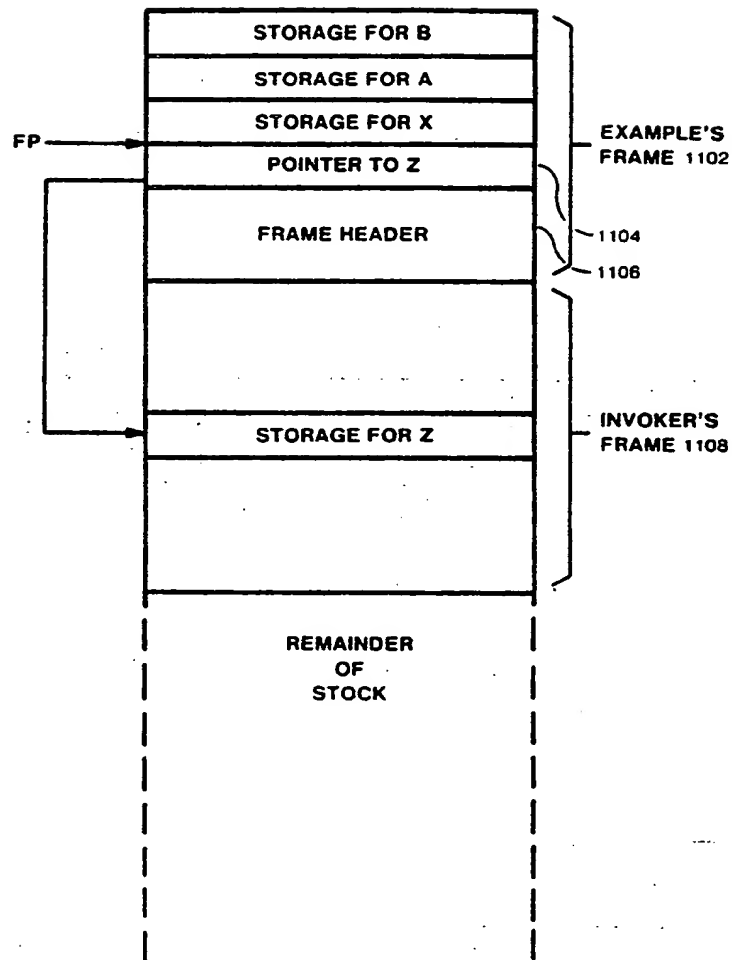 STORAGE FOR B
STORAGE FOR A
STORAGE FOR X
FP
POINTER TO Z
EXAMPLE'S
FRAME 1102
FRAME HEADER
1104
1106
STORAGE FOR Z
INVOKER'S
FRAME 1108
REMAINDER
OF
STOCK